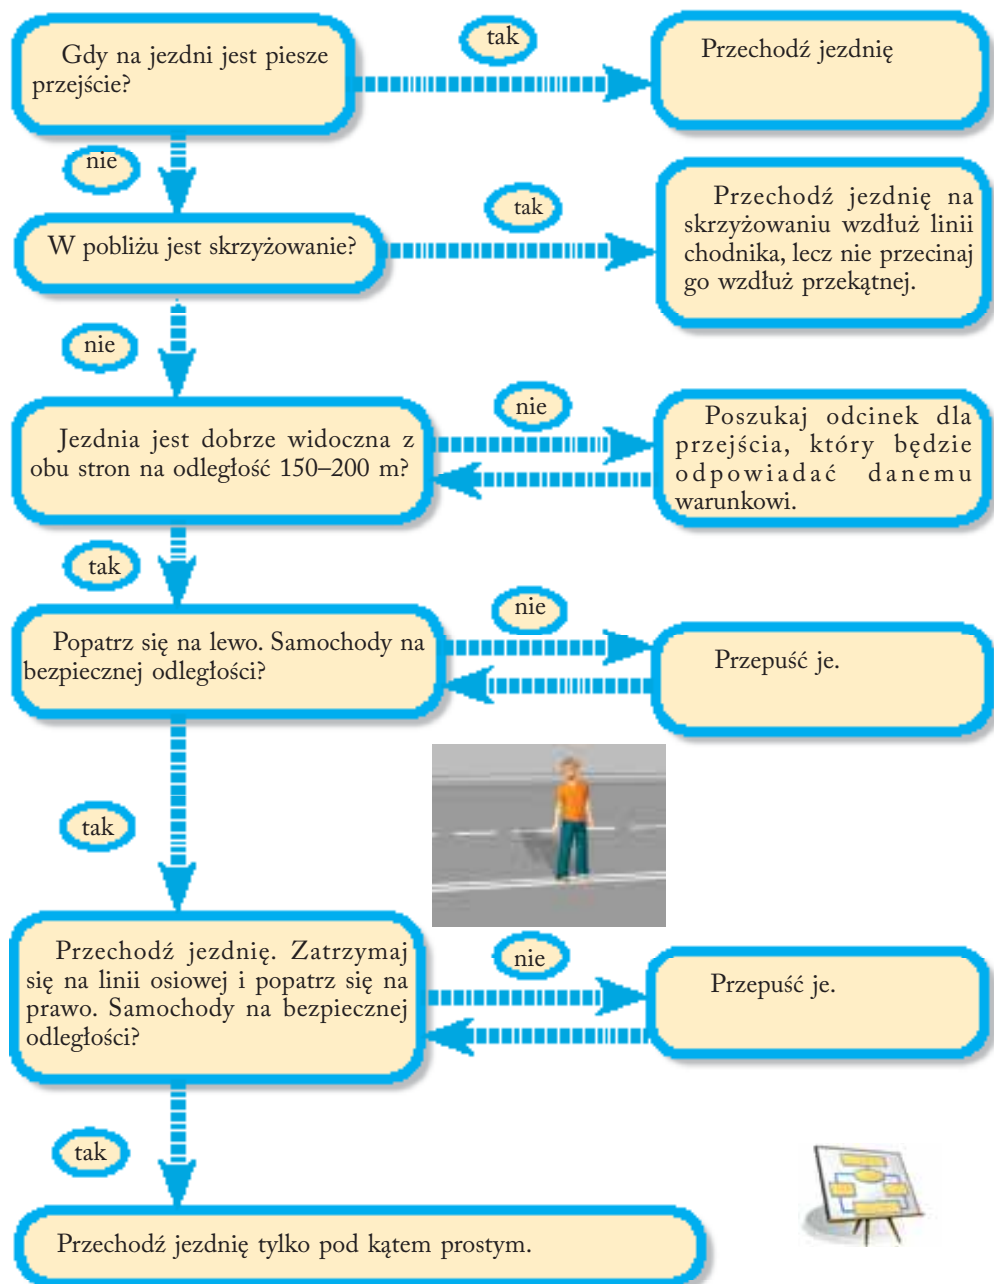 Gdy na jezdni jest piesze
przejście?
tak
Przechodź jezdnię
nie
W pobliżu jest skrzyżowanie?
tak
Przechodź jezdnię na
skrzyżowaniu wzdłuż linii
chodnika, lecz nie przecinaj
go wzdłuż przekątnej.
nie
Jezdnia jest dobrze widoczna z
obu stron na odległość 150–200 m?
nie
Poszukaj odcinek dla
przejścia, który będzie
odpowiadać danemu
warunkowi.
tak
Popatrz się na lewo. Samochody na
bezpiecznej odległości?
nie
Przepuść je.
tak
Przechodź jezdnię. Zatrzymaj
się na linii osiowej i popatrz się na
prawo. Samochody na bezpiecznej
odległości?
nie
Przepuść je.
tak
Przechodź jezdnię tylko pod kątem prostym.